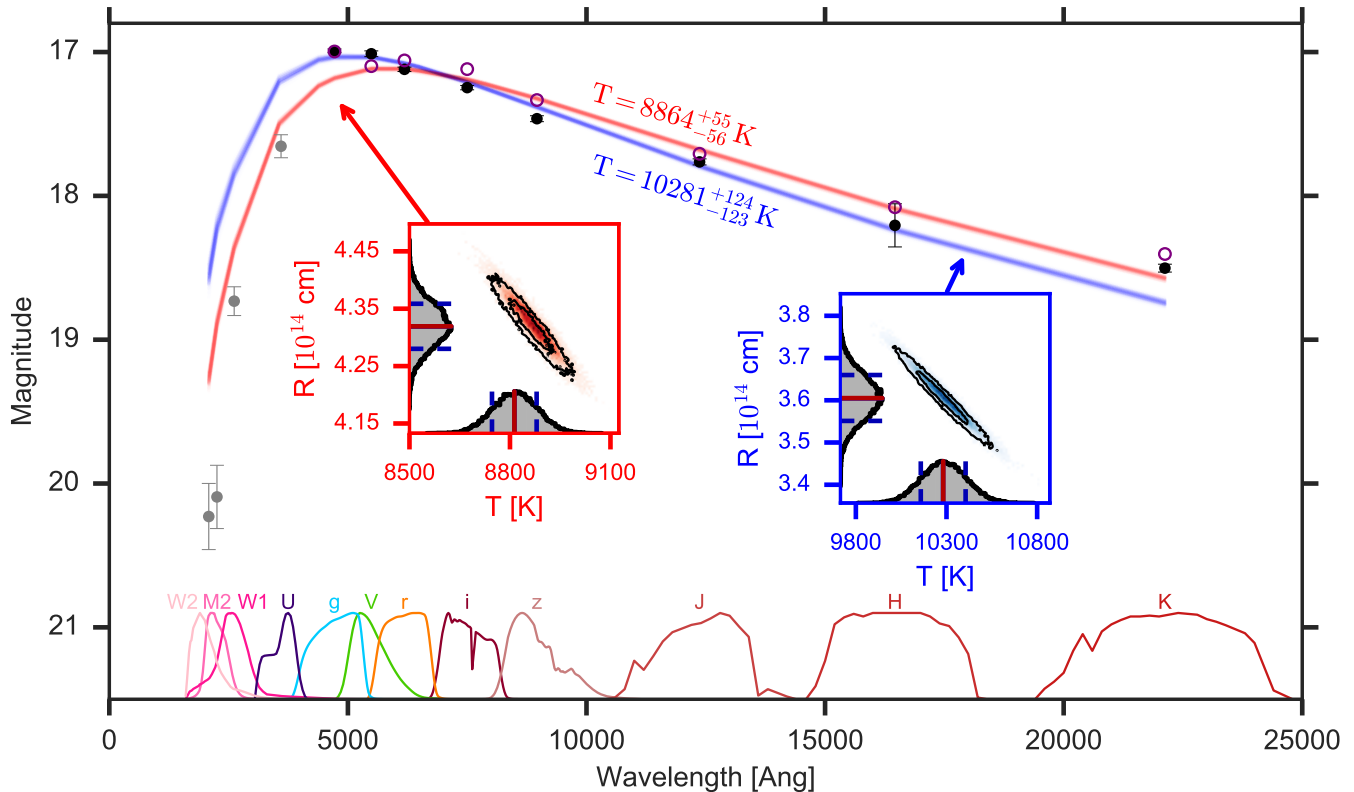 17
18
19
20
21
Magnitude
T = 8864 +55 −56 K
T = 10281 +124 −123 K
4.45
4.35
4.25
4.15
R [10^14 cm]
8500 8800 9100
T [K]
3.8
3.7
3.6
3.5
3.4
R [10^14 cm]
9800 10300 10800
T [K]
W2 M2 W1 U g V r i z J H K
0 5000 10000 15000 20000 25000
Wavelength [Ang]